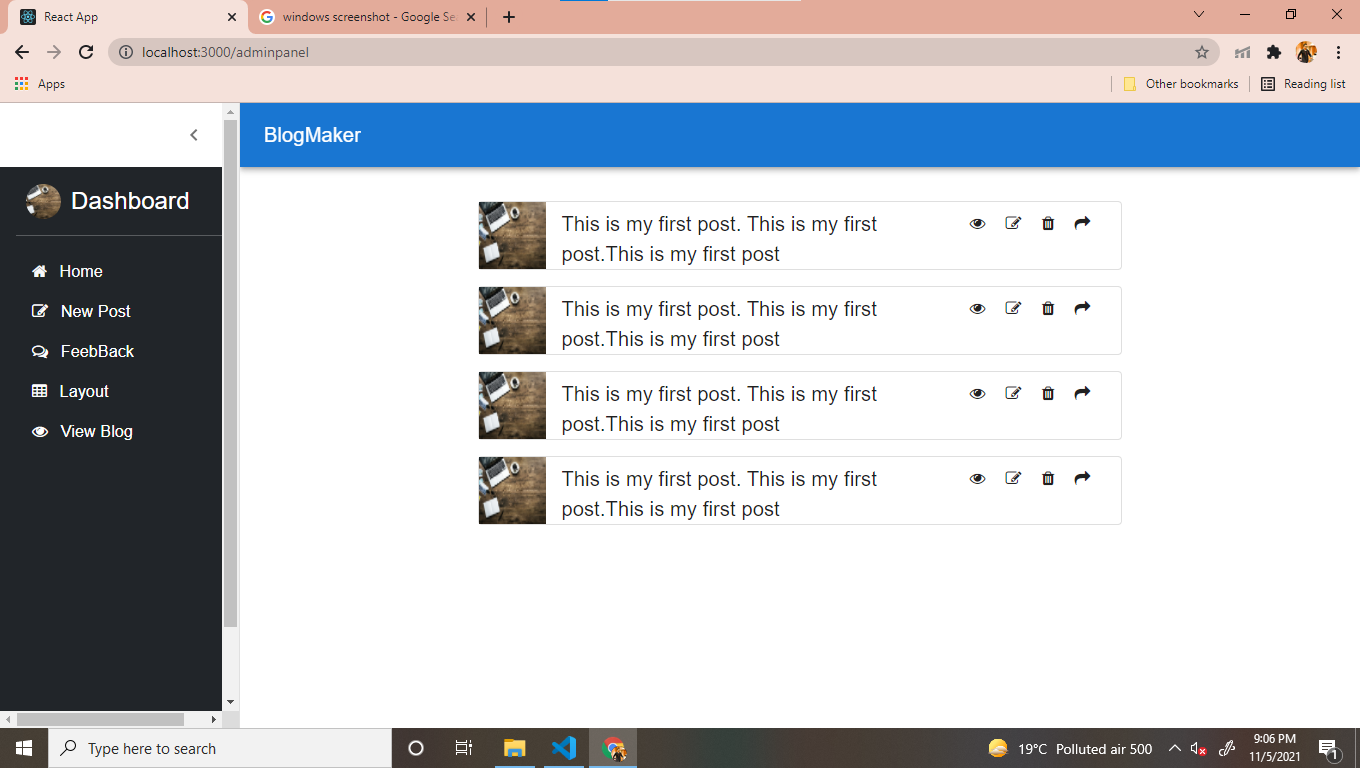 React App
windows screenshot - Google Se
localhost:3000/adminpanel
Apps
Other bookmarks
Reading list
BlogMaker
Dashboard
Home
New Post
FeebBack
Layout
View Blog
This is my first post. This is my first
post.This is my first post
This is my first post. This is my first
post.This is my first post
This is my first post. This is my first
post.This is my first post
This is my first post. This is my first
post.This is my first post
Type here to search
19°C Polluted air 500
9:06 PM
11/5/2021
1